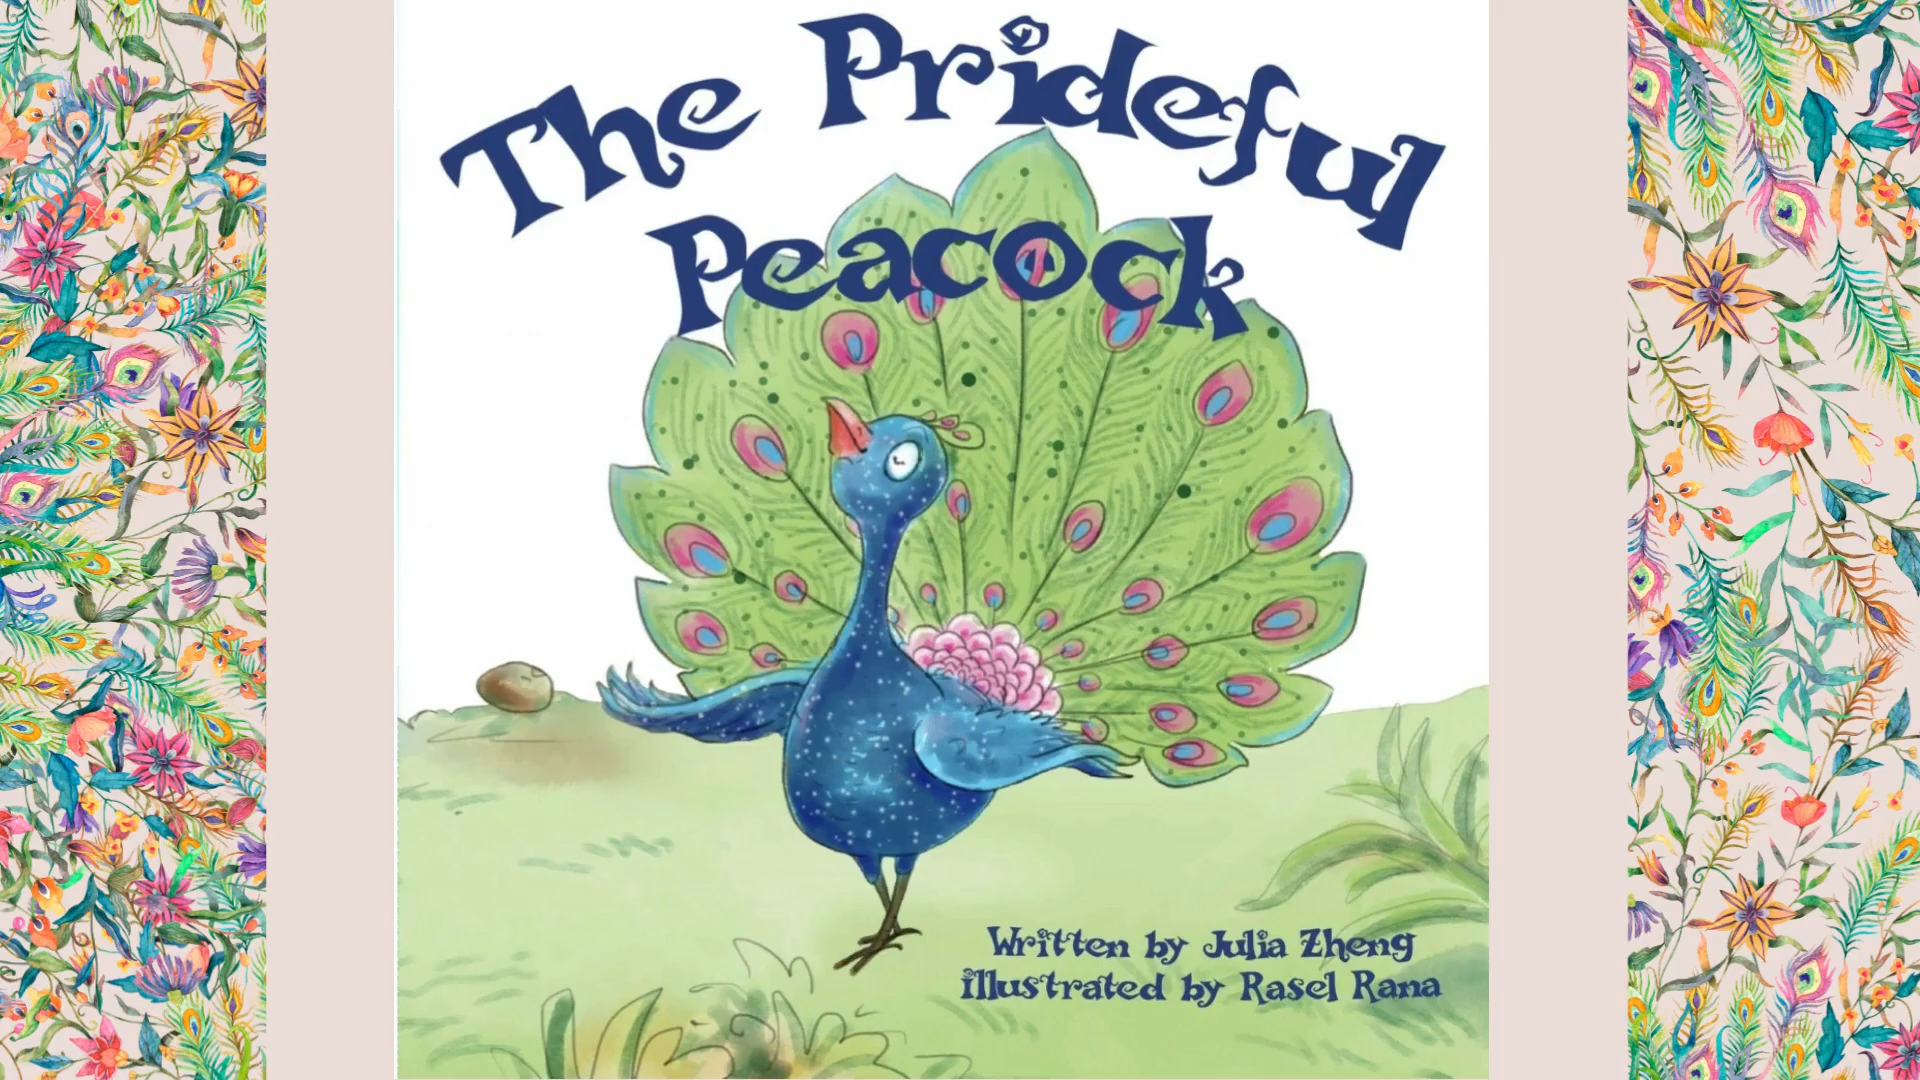 The Prideful
Peacock
Written by Julia Zheng
illustrated by Rasel Rana